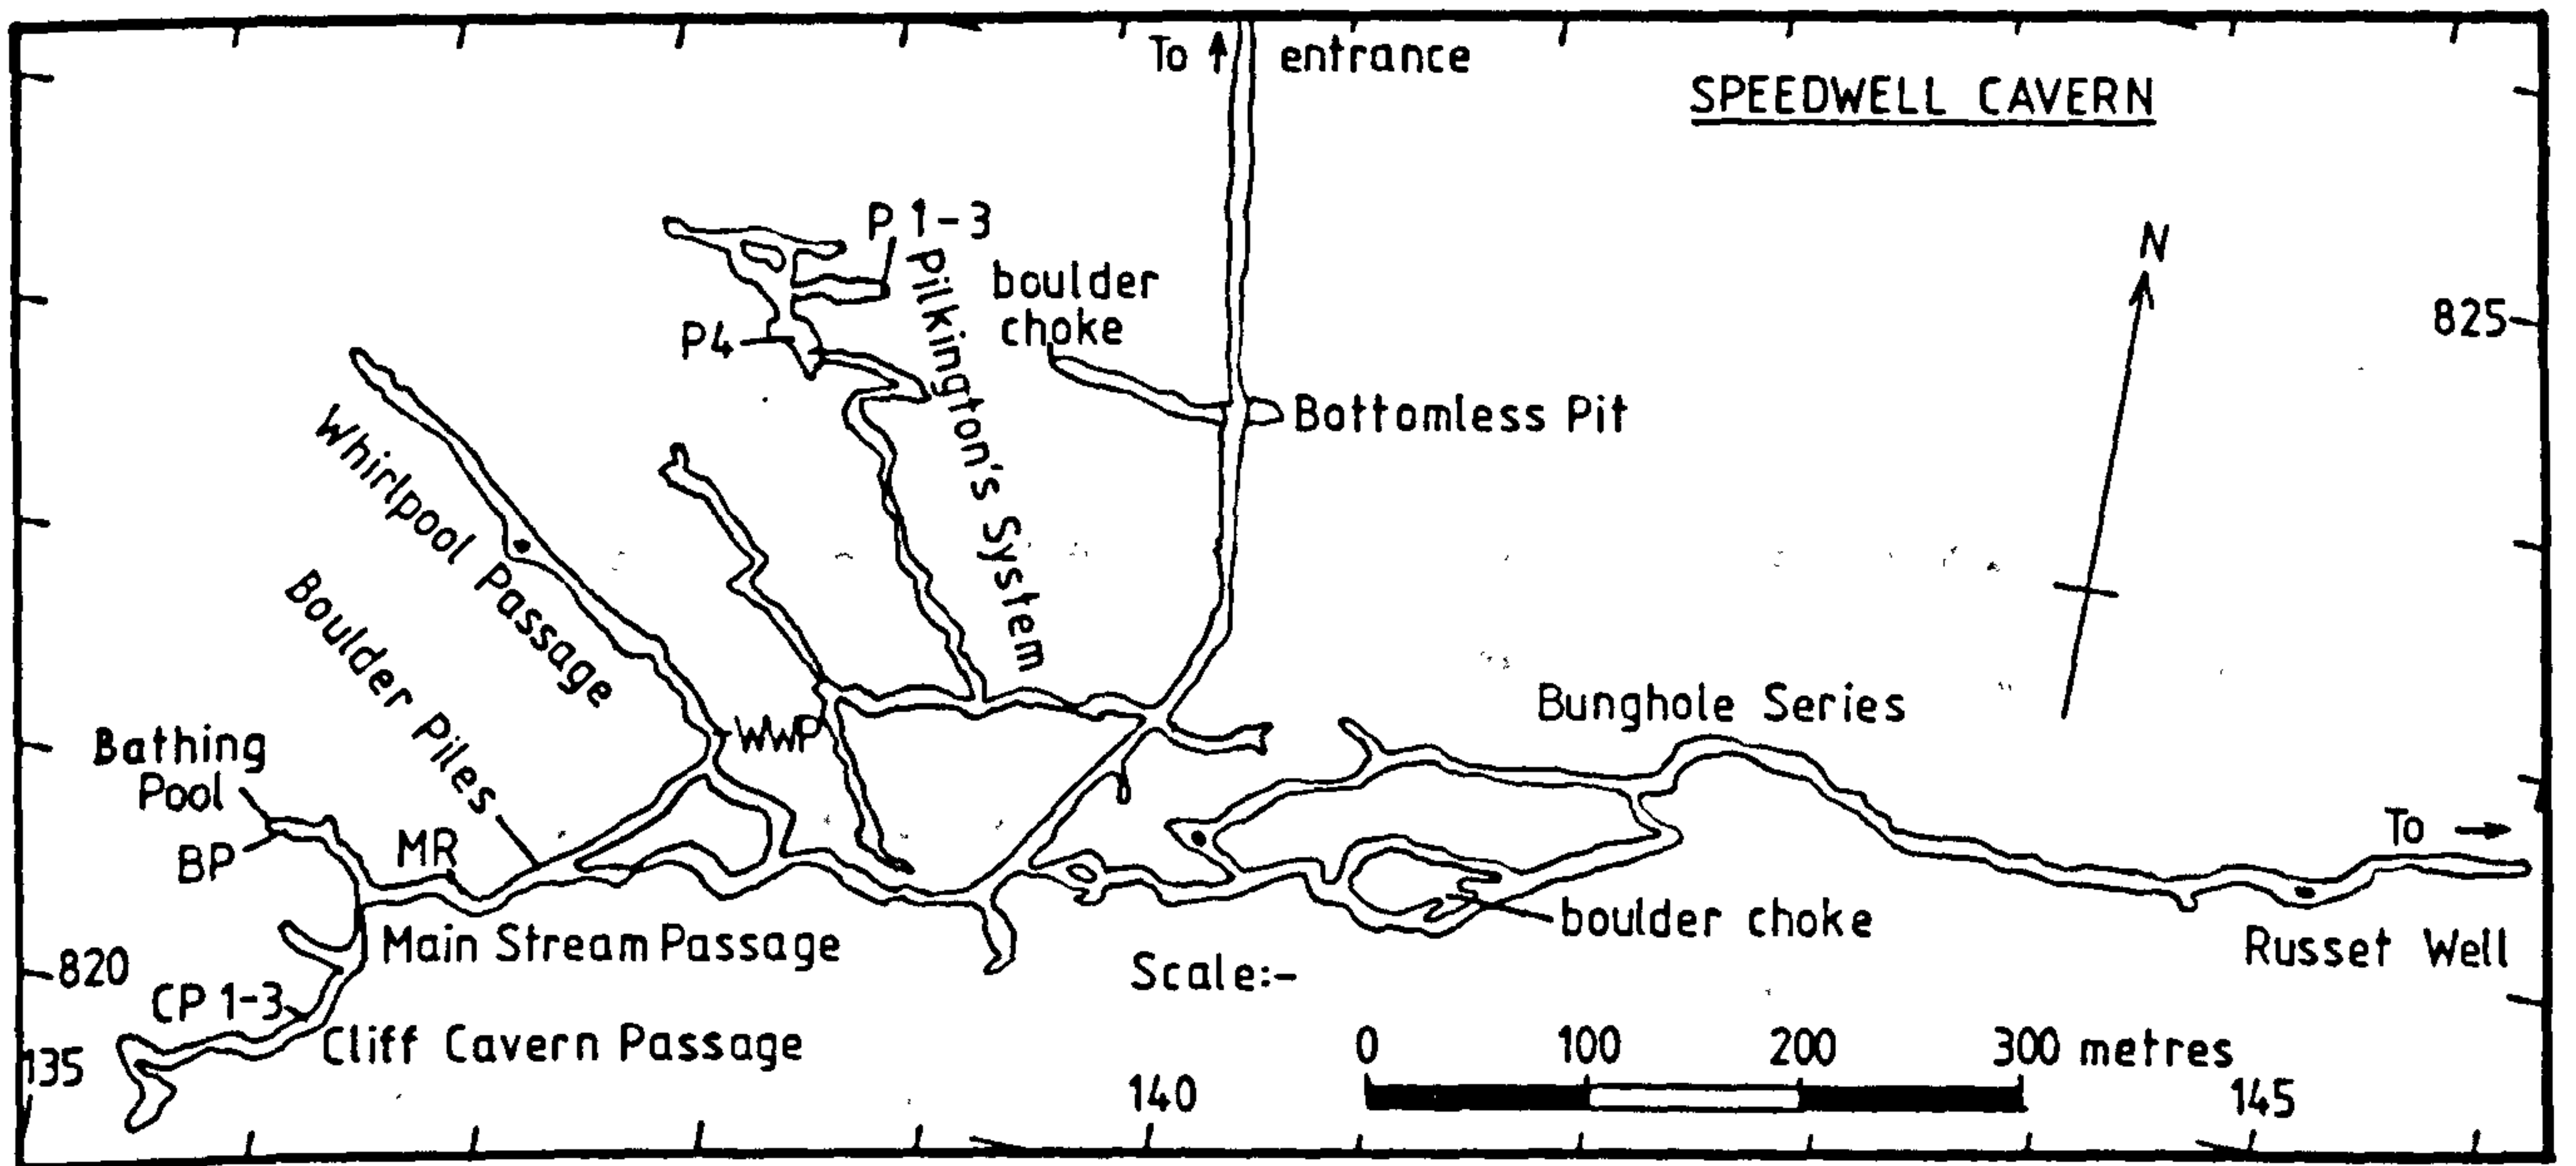 To ↑ entrance
SPEEDWELL CAVERN
P 1-3
Pilkington's System
boulder
choke
N
825
P4
Bottomless Pit
Whirlpool Passage
Boulder Piles
Bunghole Series
WWP
Bathing
Pool
BP
MR
To →
Russet Well
boulder choke
Main Stream Passage
820
Scale:-
CP 1-3
Cliff Cavern Passage
0 100 200 300 metres
135
140
145